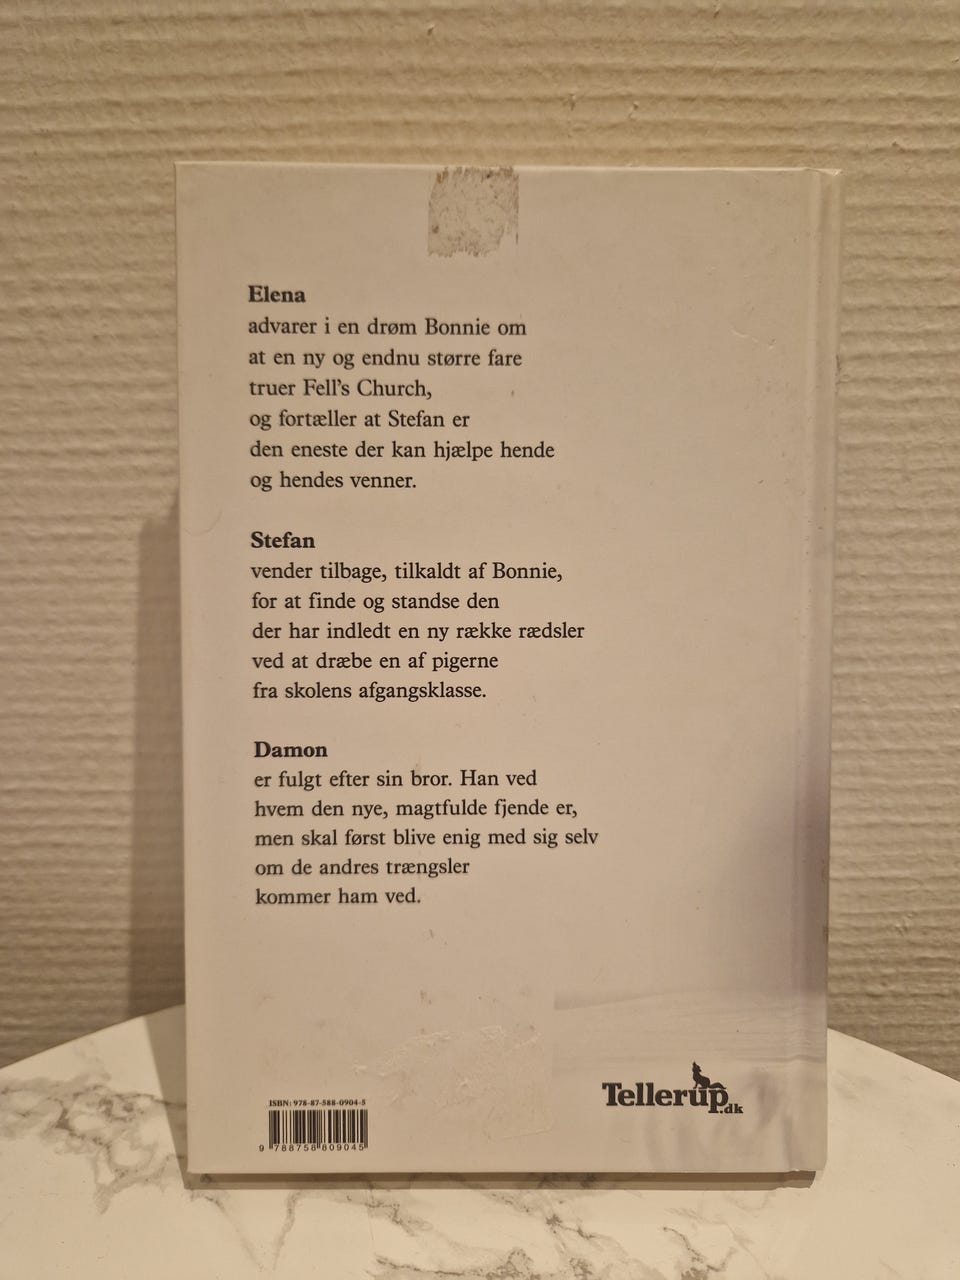 Elena
advarer i en drøm Bonnie om
at en ny og endnu større fare
truer Fell's Church,
og fortæller at Stefan er
den eneste der kan hjælpe hende
og hendes venner.
Stefan
vender tilbage, tilkaldt af Bonnie,
for at finde og standse den
der har indledt en ny række rædsler
ved at dræbe en af pigerne
fra skolens afgangsklasse.
Damon
er fulgt efter sin bror. Han ved
hvem den nye, magtfulde fjende er,
men skal først blive enig med sig selv
om de andres trængsler
kommer ham ved.
ISBN: 978-87-588-0904-5
9 788758 809045
Tellerup.dk